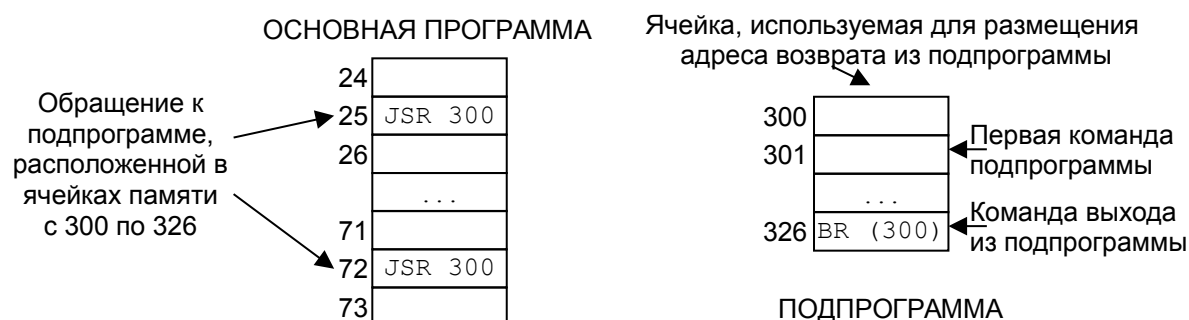 ОСНОВНАЯ ПРОГРАММА
Обращение к
подпрограмме,
расположенной в
ячейках памяти
с 300 по 326
24
25 JSR 300
26
...
71
72 JSR 300
73
Ячейка, используемая для размещения
адреса возврата из подпрограммы
300
301
...
326 BR (300)
Первая команда
подпрограммы
Команда выхода
из подпрограммы
ПОДПРОГРАММА